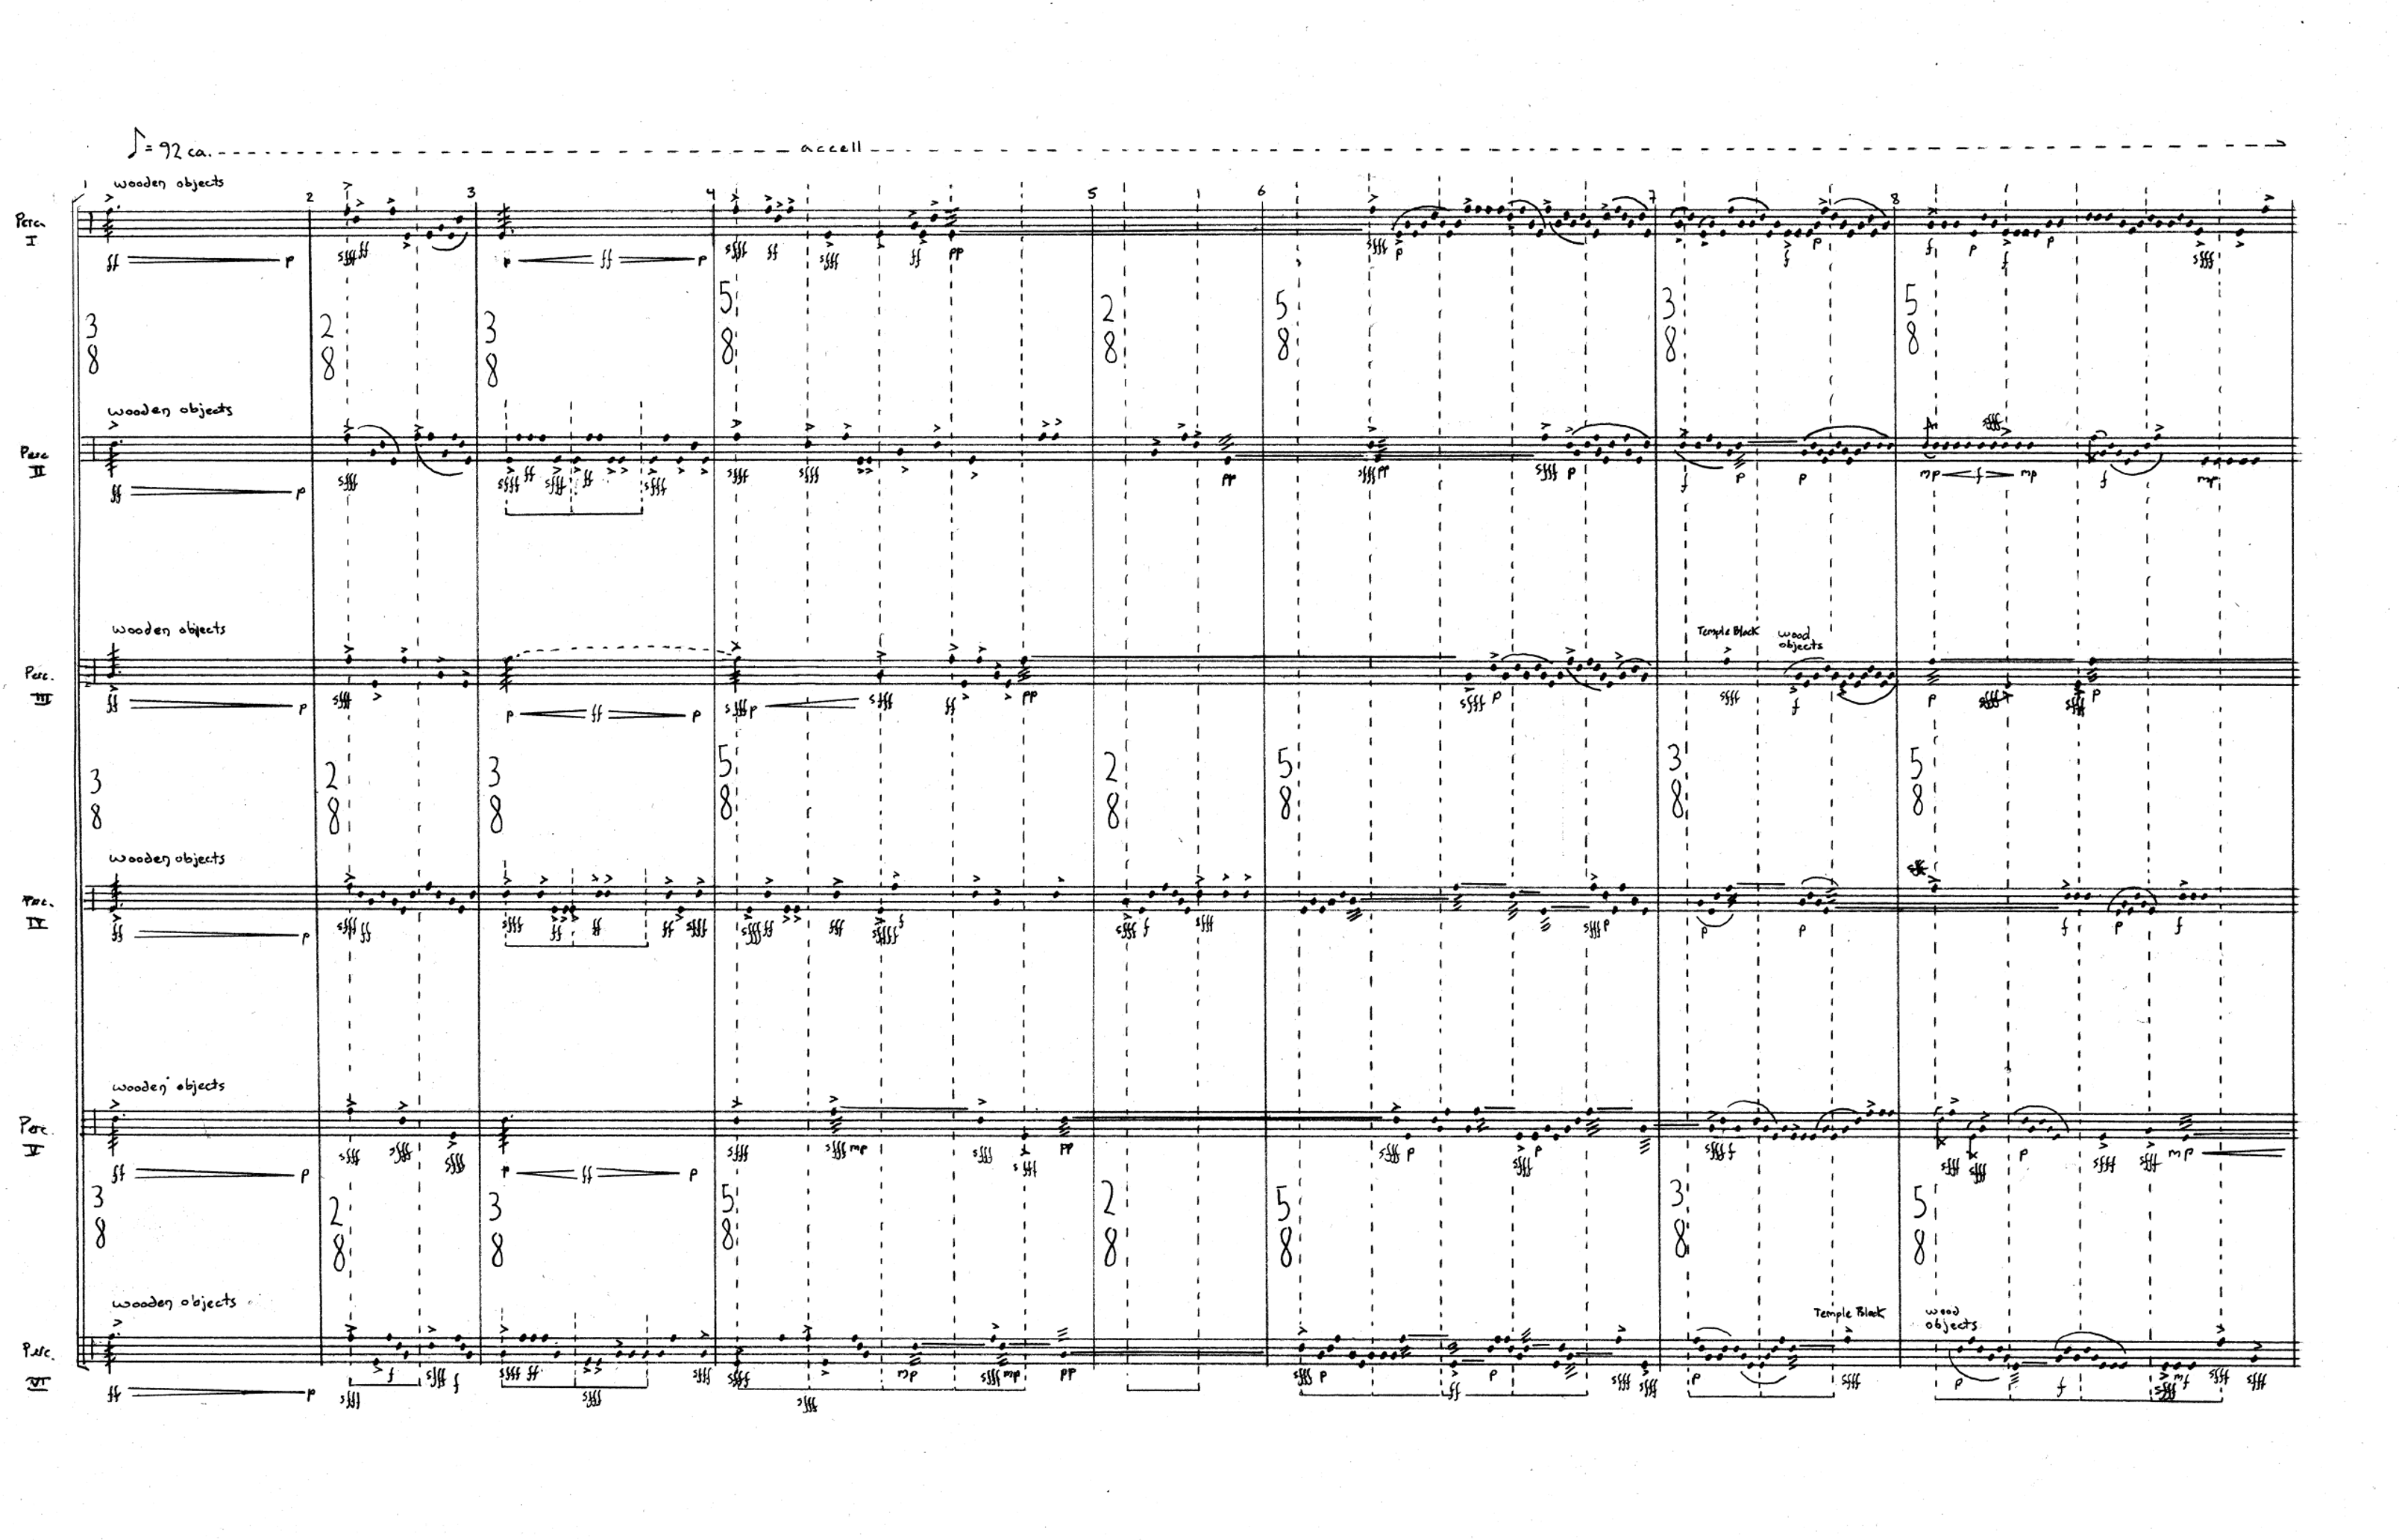 ♪= 92 ca. accell
1 wooden objects 2 3 4 5 6 7 8
Perc. I
ff p sfff ff p ff p sfff ff sfff ff pp sfff p f p f p f p sfff
3 2 3 5 2 5 3 5
8 8 8 8 8 8 8 8
wooden objects
Perc II
sfff
ff p sfff sfff ff sfff ff sfff sfff sfff pp sfff pp sfff p f p p mp f mp f mp
wooden objects
Temple Block wood objects
Perc. III
ff p sfff p ff p sfff p sfff ff pp sfff p sfff f p sfff sfff p
3 2 3 5 2 5 3 5
8 8 8 8 8 8 8 8
wooden objects
Perc. IV
ff p sfff ff sfff ff ff ff sfff sfff ff fff sffff f sfff f sfff sfff p p p f p f
wooden objects
Perc. V
ff p sfff sfff sfff p ff p sfff sfff mp sfff sfff pp sfff p sfff p sfff f sfff sfff p sfff sfff mp
3 2 3 5 2 5 3 5
8 8 8 8 8 8 8 8
wooden objects
Temple Block wood objects
Perc. VI
ff p sfff f sfff f sfff ff sfff sfff sfff sfff mp sfff mp pp sfff p ff p sfff sfff p sfff p f sfff mf sfff sfff